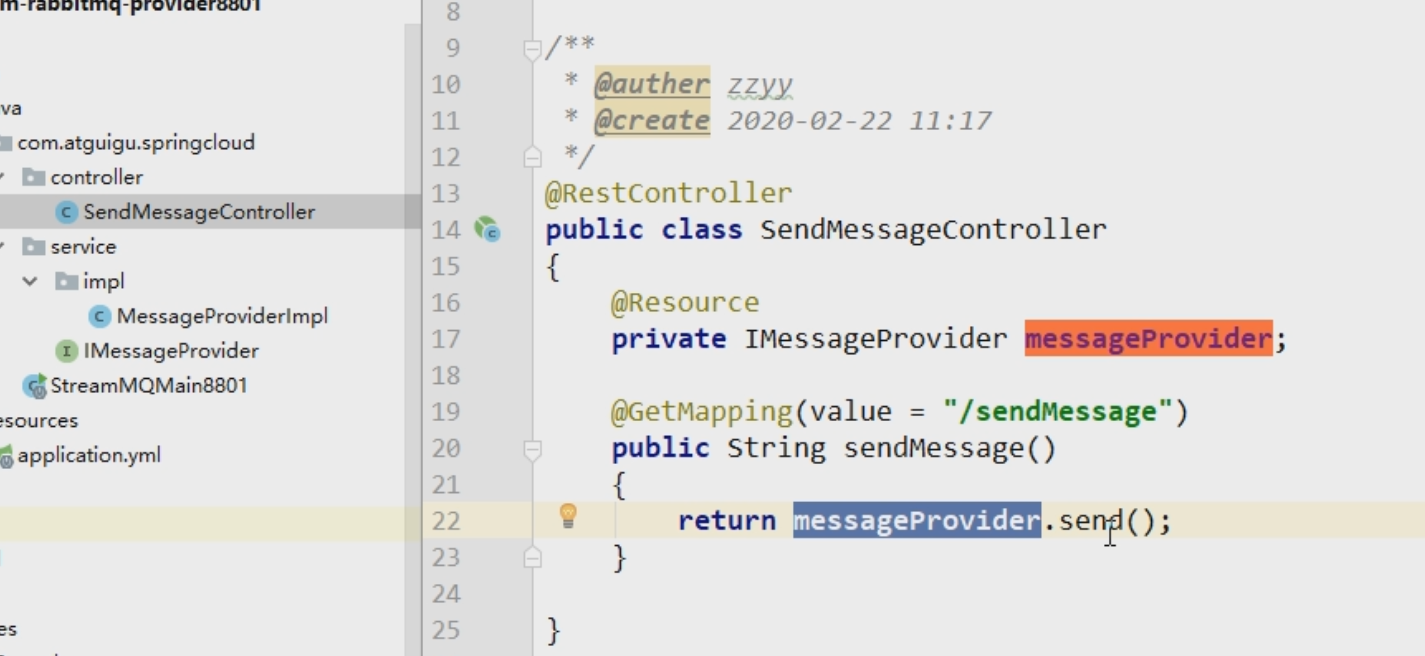 m-rabbitmq-provider8801
va
com.atguigu.springcloud
controller
SendMessageController
service
impl
MessageProviderImpl
IMessageProvider
StreamMQMain8801
esources
application.yml
es
8
9 /**
10 * @auther zzyy
11 * @create 2020-02-22 11:17
12 */
13 @RestController
14 public class SendMessageController
15 {
16 @Resource
17 private IMessageProvider messageProvider;
18
19 @GetMapping(value = "/sendMessage")
20 public String sendMessage()
21 {
22 return messageProvider.send();
23 }
24
25 }